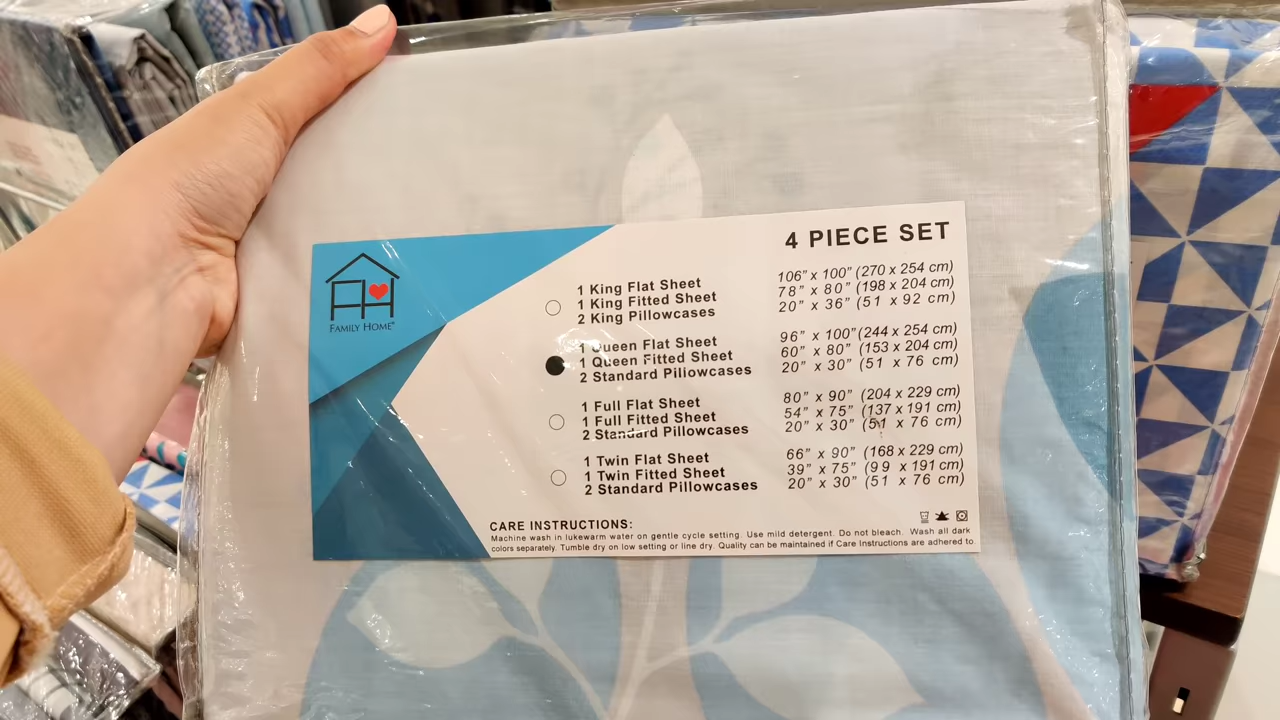 4 PIECE SET
FAMILY HOME®
1 King Flat Sheet 106" x 100" (270 x 254 cm)
1 King Fitted Sheet 78" x 80" (198 x 204 cm)
2 King Pillowcases 20" x 36" (51 x 92 cm)
1 Queen Flat Sheet 96" x 100" (244 x 254 cm)
1 Queen Fitted Sheet 60" x 80" (153 x 204 cm)
2 Standard Pillowcases 20" x 30" (51 x 76 cm)
1 Full Flat Sheet 80" x 90" (204 x 229 cm)
1 Full Fitted Sheet 54" x 75" (137 x 191 cm)
2 Standard Pillowcases 20" x 30" (51 x 76 cm)
1 Twin Flat Sheet 66" x 90" (168 x 229 cm)
1 Twin Fitted Sheet 39" x 75" (99 x 191 cm)
2 Standard Pillowcases 20" x 30" (51 x 76 cm)
CARE INSTRUCTIONS:
Machine wash in lukewarm water on gentle cycle setting. Use mild detergent. Do not bleach. Wash all dark
colors separately. Tumble dry on low setting or line dry. Quality can be maintained if Care Instructions are adhered to.